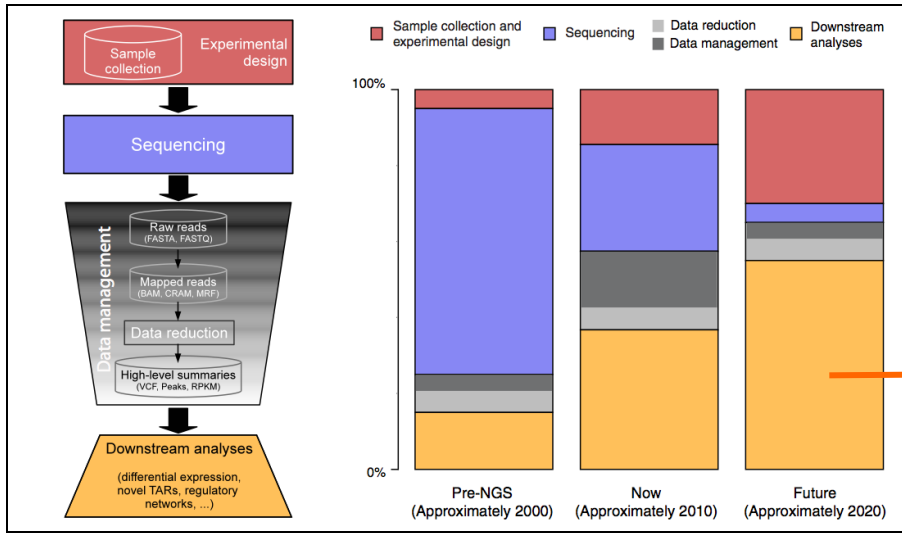 Sample
collection
Experimental
design
Sequencing
Data management
Raw reads
(FASTA, FASTQ)
Mapped reads
(BAM, CRAM, MRF)
Data reduction
High-level summaries
(VCF, Peaks, RPKM)
Downstream analyses
(differential expression,
novel TARs, regulatory
networks, ...)
Sample collection and
experimental design
Sequencing
Data reduction
Data management
Downstream
analyses
100%
0%
Pre-NGS
(Approximately 2000)
Now
(Approximately 2010)
Future
(Approximately 2020)